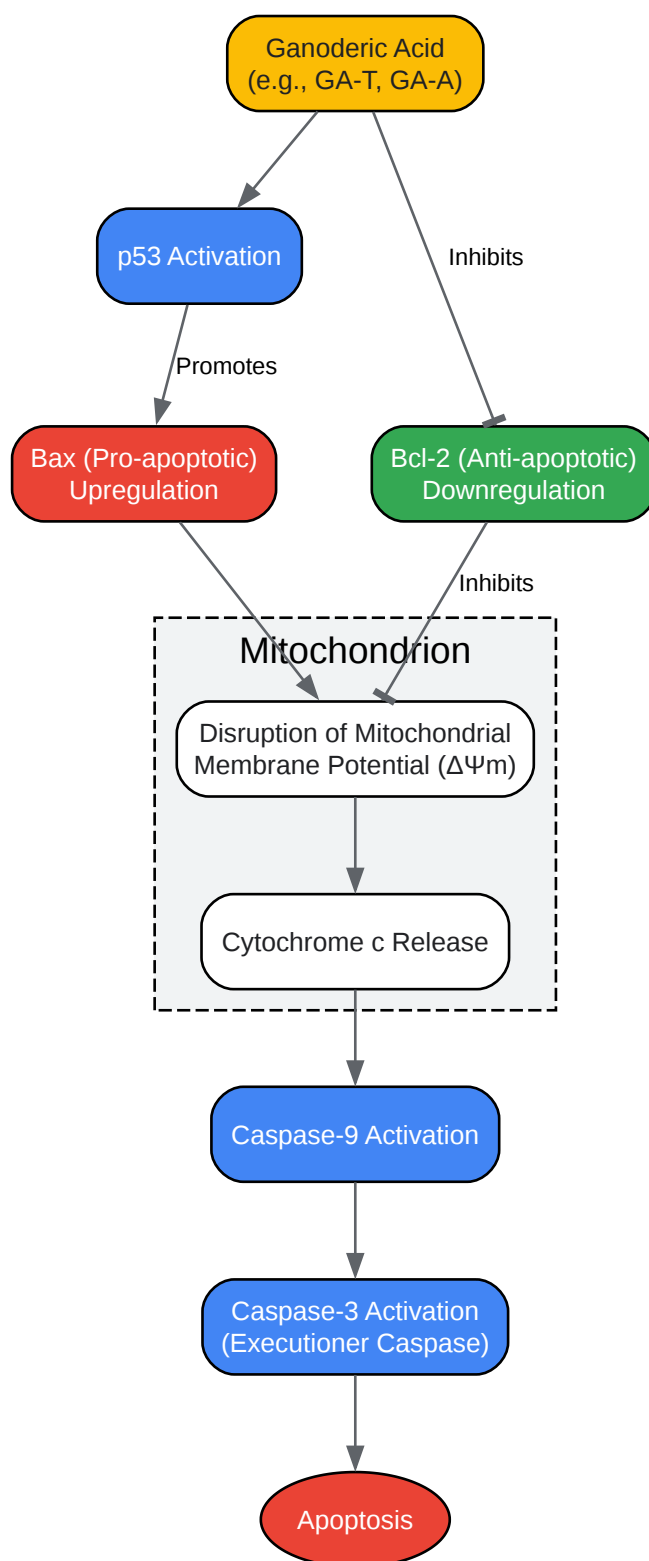 Ganoderic Acid
(e.g., GA-T, GA-A)
p53 Activation
Inhibits
Promotes
Bax (Pro-apoptotic)
Upregulation
Bcl-2 (Anti-apoptotic)
Downregulation
Inhibits
Mitochondrion
Disruption of Mitochondrial
Membrane Potential (ΔΨm)
Cytochrome c Release
Caspase-9 Activation
Caspase-3 Activation
(Executioner Caspase)
Apoptosis